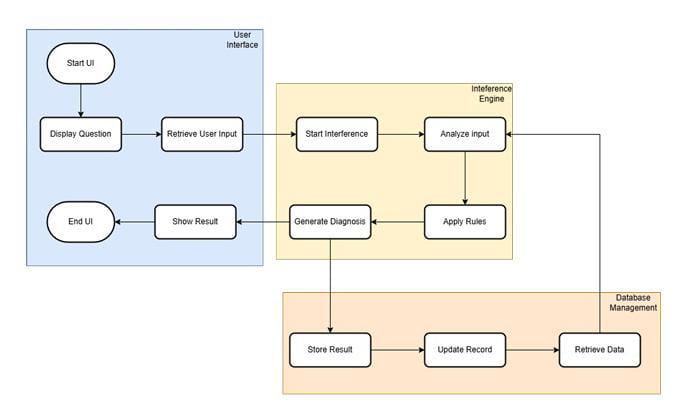 User
Interface
Start UI
Display Question
Retrieve User Input
End UI
Show Result
Inteference
Engine
Start Interference
Analyze input
Generate Diagnosis
Apply Rules
Database
Management
Store Result
Update Record
Retrieve Data